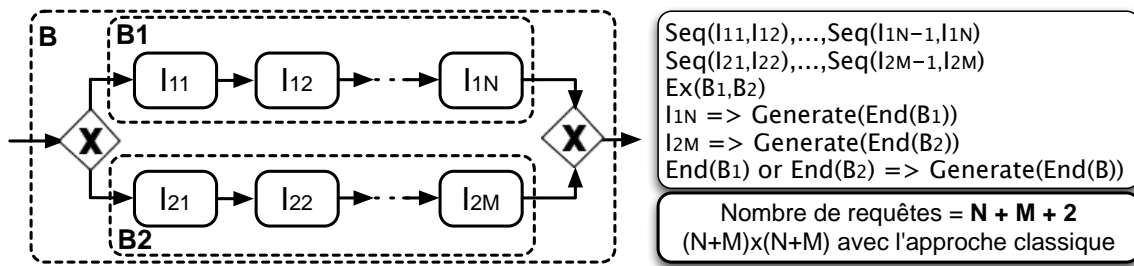 B
B1
I11
I12
I1N
X
X
I21
I22
I2M
B2
Seq(I11,I12),...,Seq(I1N-1,I1N)
Seq(I21,I22),...,Seq(I2M-1,I2M)
Ex(B1,B2)
I1N => Generate(End(B1))
I2M => Generate(End(B2))
End(B1) or End(B2) => Generate(End(B))
Nombre de requêtes = N + M + 2
(N+M)x(N+M) avec l'approche classique